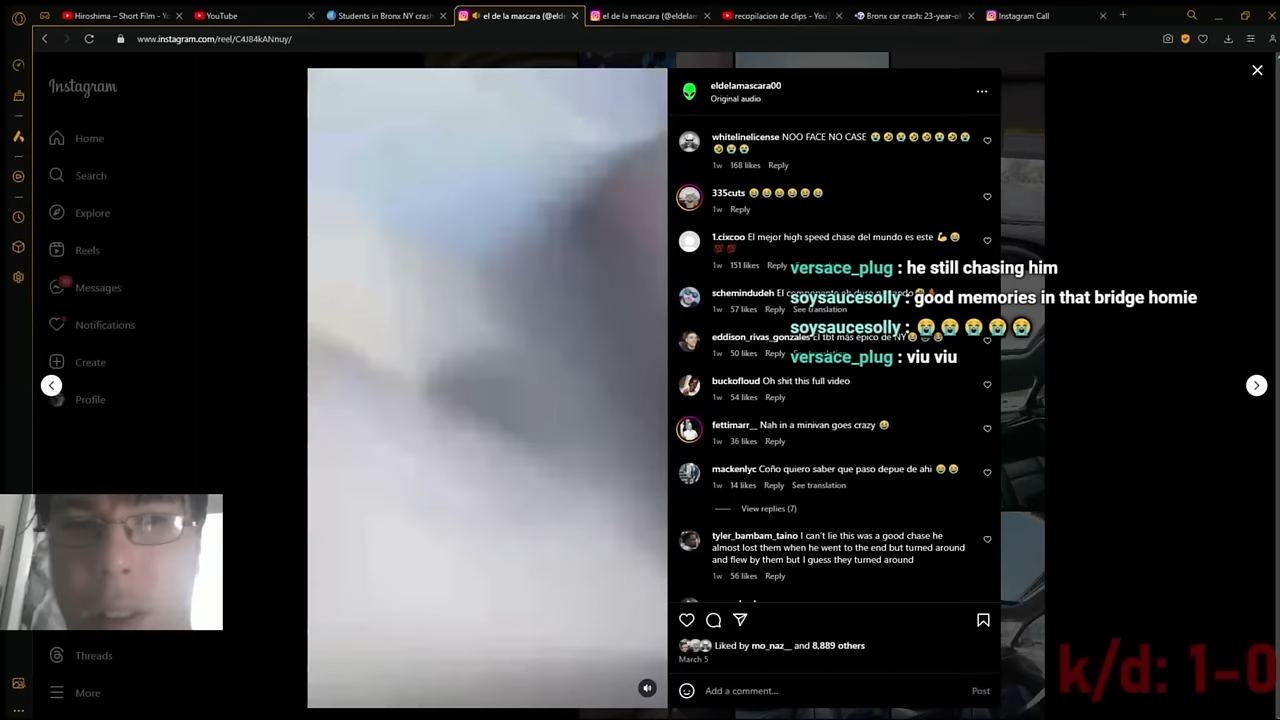 Hiroshima – Short Film - Y
YouTube
Students in Bronx NY crash
el de la mascara (@elde
el de la mascara (@eldelam
recopilacion de clips - YouT
Bronx car crash: 23-year-o
Instagram Call
www.instagram.com/reel/C4J84kANnuy/
Instagram
Home
Search
Explore
Reels
Messages
Notifications
Create
Profile
Threads
More
eldelamascara00
Original audio
whitelinelicense NOO FACE NO CASE 😭🤣😭🤣🤣😭🤣😭
🤣😭😭
1w 168 likes Reply
335cuts 😂😂😂😂😂😂
1w Reply
1.cixcoo El mejor high speed chase del mundo es este 💪😂
💯💯
1w 151 likes Reply
versace_plug : he still chasing him
schemindudeh El
1w 57 likes Reply See translation
soysaucesolly : good memories in that bridge homie
soysaucesolly : 😭😭😭😭😭
eddison_rivas_gonzales El tbt más épico de NY
1w 50 likes Reply
versace_plug : viu viu
buckofloud Oh shit this full video
1w 54 likes Reply
fettimarr__ Nah in a minivan goes crazy 😂
1w 36 likes Reply
mackenlyc Coño quiero saber que paso depue de ahi 😂😂
1w 14 likes Reply See translation
View replies (7)
tyler_bambam_taino I can't lie this was a good chase he
almost lost them when he went to the end but turned around
and flew by them but I guess they turned around
1w 56 likes Reply
Liked by mo_naz__ and 8,889 others
March 5
Add a comment...
Post
k/d: 1-0